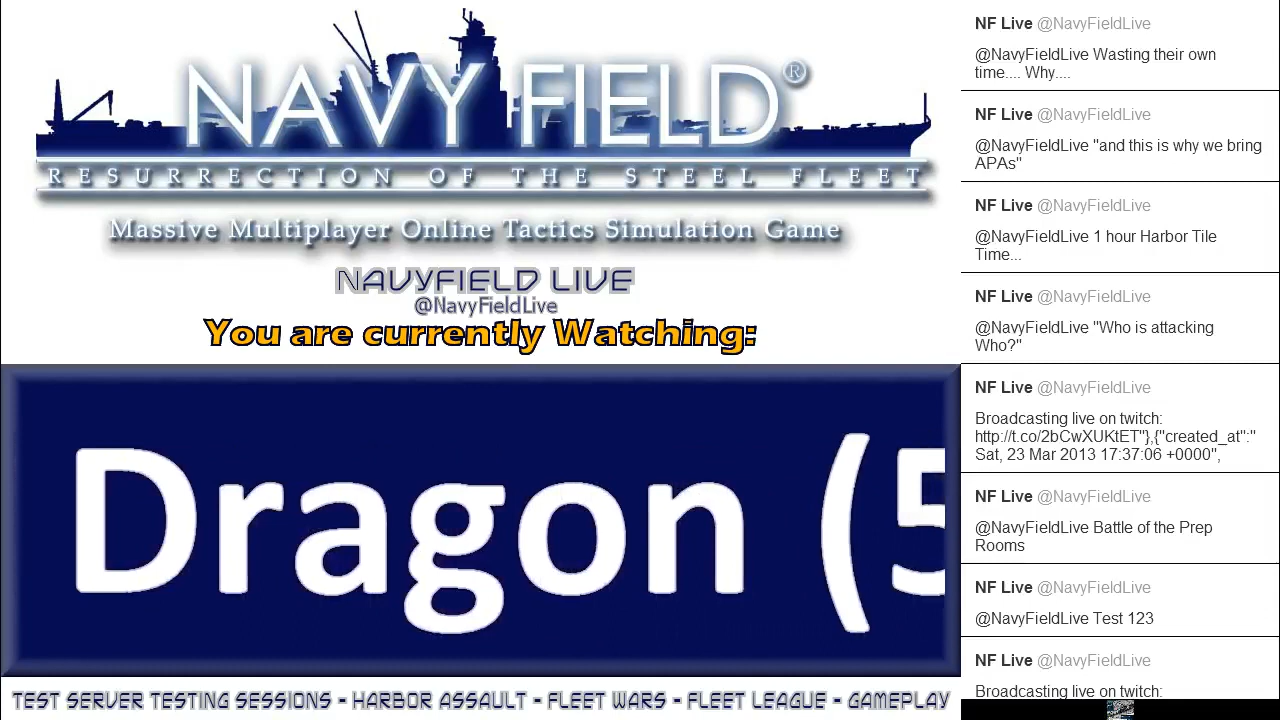 NAVY FIELD®
RESURRECTION OF THE STEEL FLEET
Massive Multiplayer Online Tactics Simulation Game
NAVYFIELD LIVE
@NavyFieldLive
You are currently Watching:
Dragon (5
TEST SERVER TESTING SESSIONS - HARBOR ASSAULT - FLEET WARS - FLEET LEAGUE - GAMEPLAY
NF Live @NavyFieldLive
@NavyFieldLive Wasting their own
time.... Why....
NF Live @NavyFieldLive
@NavyFieldLive "and this is why we bring
APAs"
NF Live @NavyFieldLive
@NavyFieldLive 1 hour Harbor Tile
Time...
NF Live @NavyFieldLive
@NavyFieldLive "Who is attacking
Who?"
NF Live @NavyFieldLive
Broadcasting live on twitch:
http://t.co/2bCwXUKtET"},{"created_at":"
Sat, 23 Mar 2013 17:37:06 +0000",
NF Live @NavyFieldLive
@NavyFieldLive Battle of the Prep
Rooms
NF Live @NavyFieldLive
@NavyFieldLive Test 123
NF Live @NavyFieldLive
Broadcasting live on twitch: